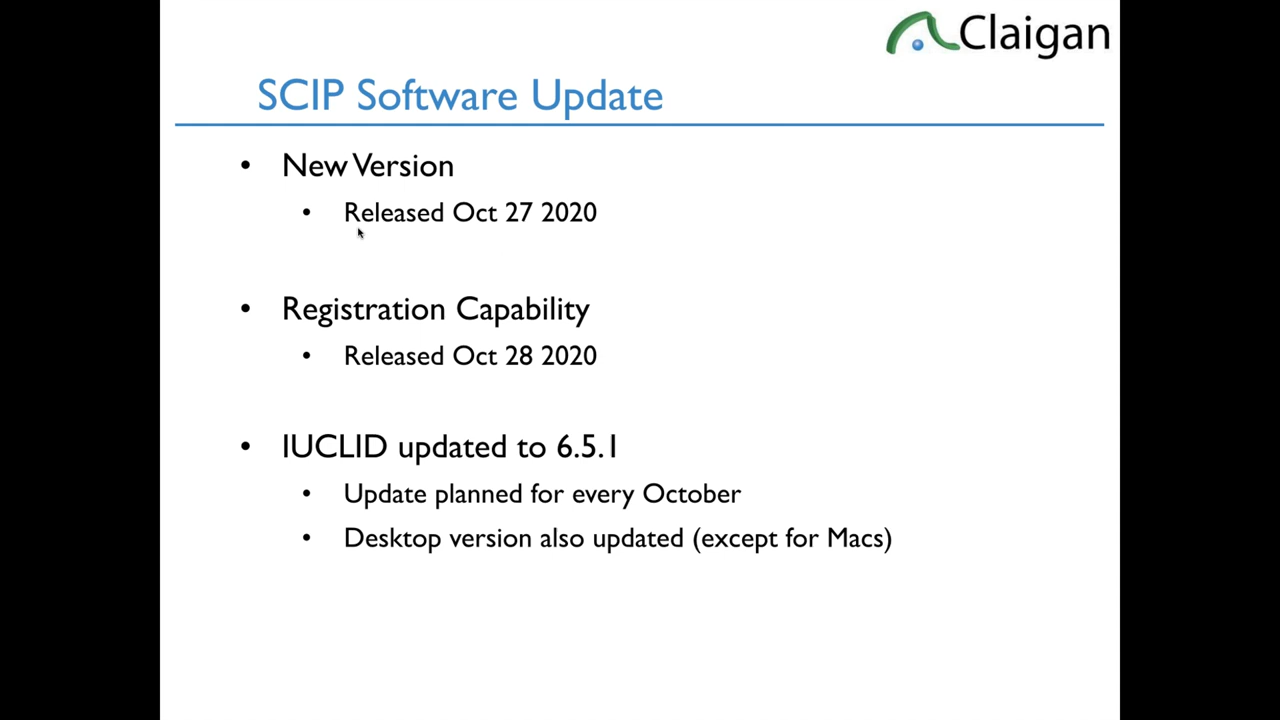 Claigan
SCIP Software Update
• New Version
• Released Oct 27 2020
• Registration Capability
• Released Oct 28 2020
• IUCLID updated to 6.5.1
• Update planned for every October
• Desktop version also updated (except for Macs)